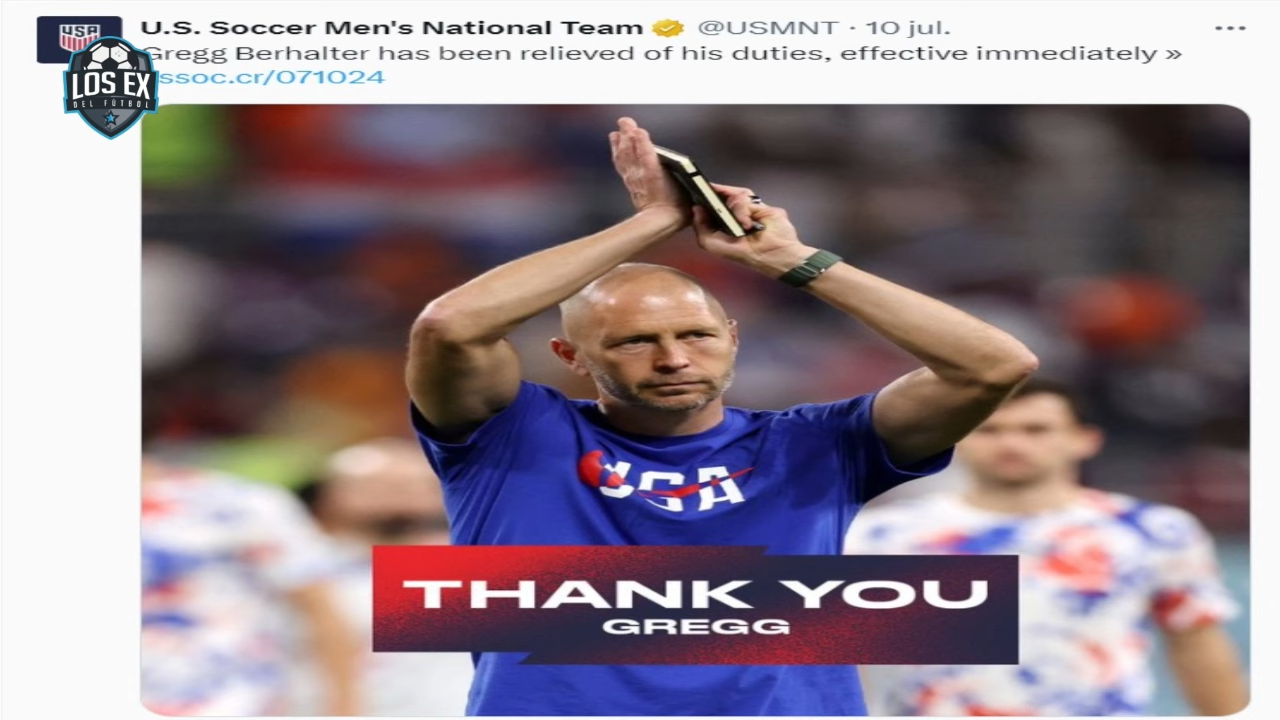 U.S. Soccer Men's National Team @USMNT · 10 jul.
Gregg Berhalter has been relieved of his duties, effective immediately »
ssoc.cr/071024
USA
LOS EX
DEL FÚTBOL
USA
THANK YOU
GREGG